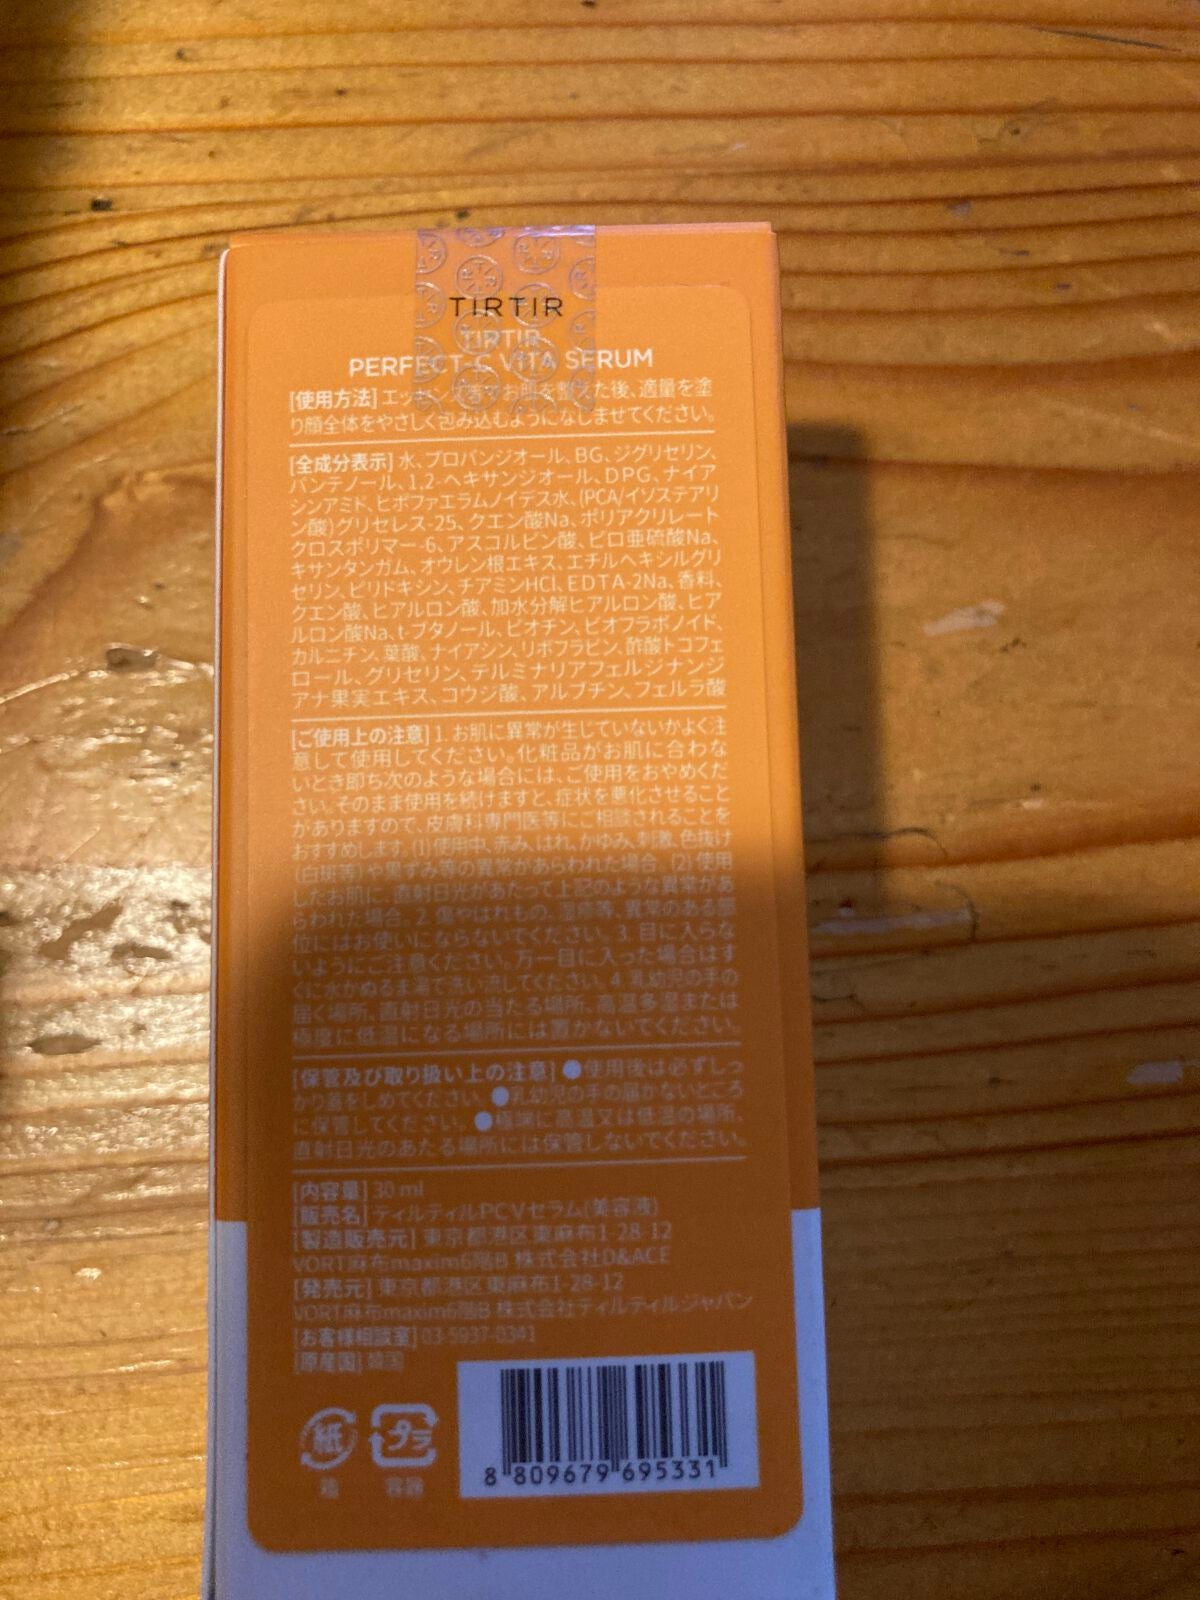 TIRTIR
TIRTIR
PERFECT-C VITA SERUM
[使用方法] お肌を整えた後、適量を塗
り顔全体をやさしく包み込むようになじませてください。
[全成分表示] 水、プロパンジオール、BG、ジグリセリン、
パンテノール、1,2-ヘキサンジオール、DPG、ナイア
シンアミド、ヒポファエラムノイデス水、(PCA/イソステアリ
ン酸)グリセレス-25、クエン酸Na、ポリアクリレート
クロスポリマー-6、アスコルビン酸、ピロ亜硫酸Na、
キサンタンガム、オウレン根エキス、エチルヘキシルグリ
セリン、ピリドキシン、チアミンHCl、EDTA-2Na、香料、
クエン酸、ヒアルロン酸、加水分解ヒアルロン酸、ヒア
ルロン酸Na、t-ブタノール、ビオチン、ビオフラボノイド、
カルニチン、葉酸、ナイアシン、リボフラビン、酢酸トコフェ
ロール、グリセリン、テルミナリアフェルジナンジ
アナ果実エキス、コウジ酸、アルブチン、フェルラ酸
[ご使用上の注意] 1. お肌に異常が生じていないかよく注
意して使用してください。化粧品がお肌に合わな
いとき即ち次のような場合には、ご使用をおやめくだ
さい。そのまま使用を続けますと、症状を悪化させること
がありますので、皮膚科専門医等にご相談されることを
おすすめします。(1)使用中、赤み、はれ、かゆみ、刺激、色抜け
(白斑等)や黒ずみ等の異常があらわれた場合。(2)使用
したお肌に、直射日光があたって上記のような異常があ
らわれた場合。2. 傷やはれもの、湿疹等、異常のある部
位にはお使いにならないでください。3. 目に入らな
いようにご注意ください。万一目に入った場合はす
ぐに水かぬるま湯で洗い流してください。4. 乳幼児の手の
届く場所、直射日光の当たる場所、高温多湿または
極度に低温になる場所には置かないてください。
[保管及び取り扱い上の注意] ●使用後は必ずしっ
かり蓋をしめてください。●乳幼児の手の届かないところ
に保管してください。●極端に高温又は低温の場所、
直射日光のあたる場所には保管しないでください。
[内容量] 30 ml
[販売名] ティルティルPCVセラム(美容液)
[製造販売元] 東京都港区東麻布1-28-12
VORT麻布maxim6階B 株式会社D&ACE
[発売元] 東京都港区東麻布1-28-12
VORT麻布maxim6階B 株式会社ティルティルジャパン
[お客様相談室] 03-5937-0341
[原産国] 韓国
紙 プラ
箱 容器
8 809679 695331